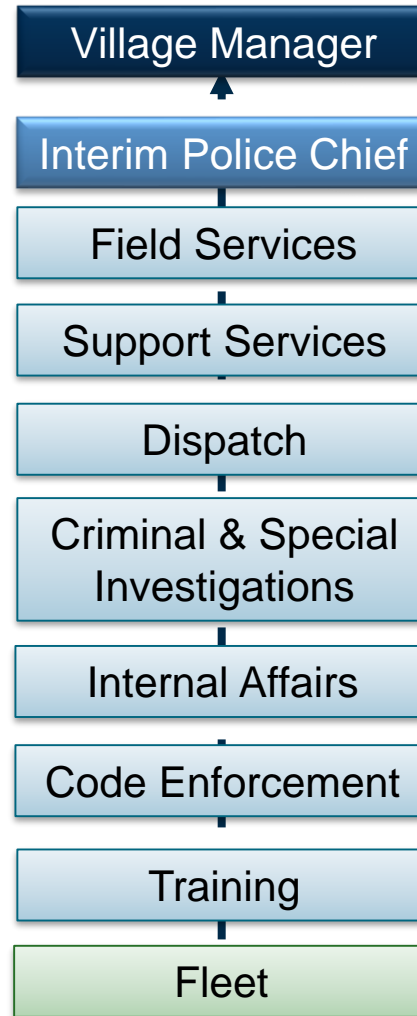 Village Manager
Interim Police Chief
Field Services
Support Services
Dispatch
Criminal & Special
Investigations
Internal Affairs
Code Enforcement
Training
Fleet